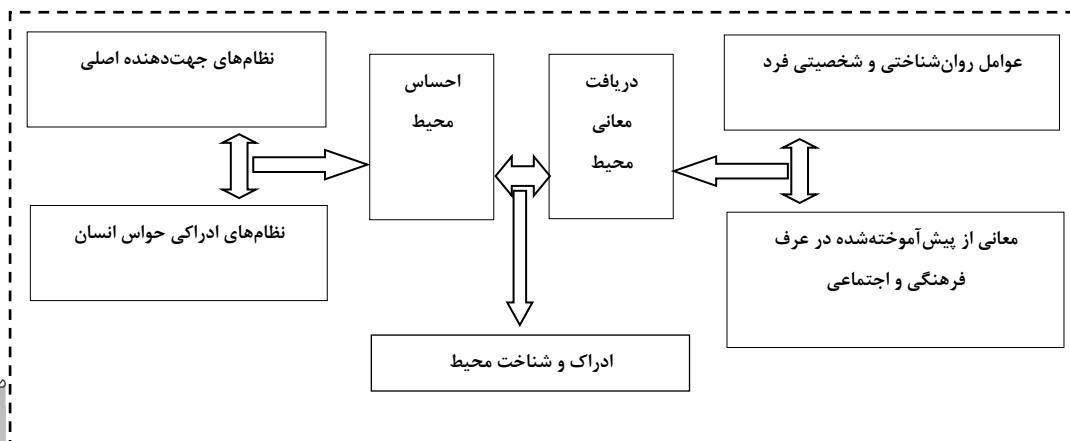 عوامل روان‌شناختی و شخصیتی فرد
معانی از پیش‌آموخته‌شده در عرف
فرهنگی و اجتماعی
دریافت
معانی
محیط
احساس
محیط
نظام‌های جهت‌دهنده اصلی
نظام‌های ادراکی حواس انسان
ادراک و شناخت محیط